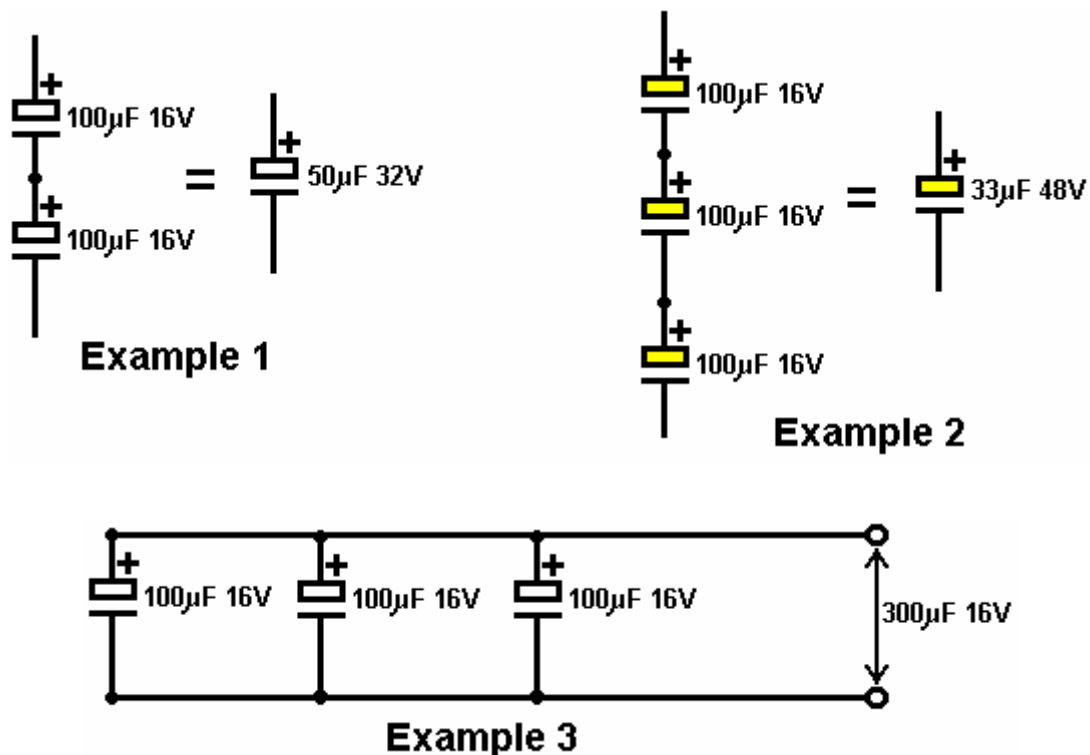 +
100µF 16V
+
100µF 16V
=
+
50µF 32V
Example 1
+
100µF 16V
+
100µF 16V
+
100µF 16V
=
+
33µF 48V
Example 2
+
100µF 16V
+
100µF 16V
+
100µF 16V
300µF 16V
Example 3